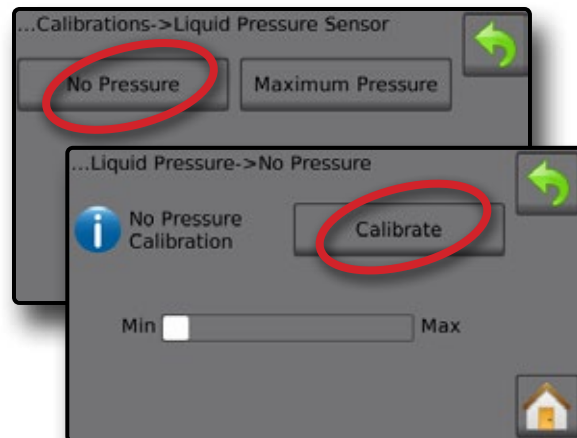 ...Calibrations->Liquid Pressure Sensor
No Pressure
Maximum Pressure
...Liquid Pressure->No Pressure
No Pressure
Calibration
Calibrate
Min
Max